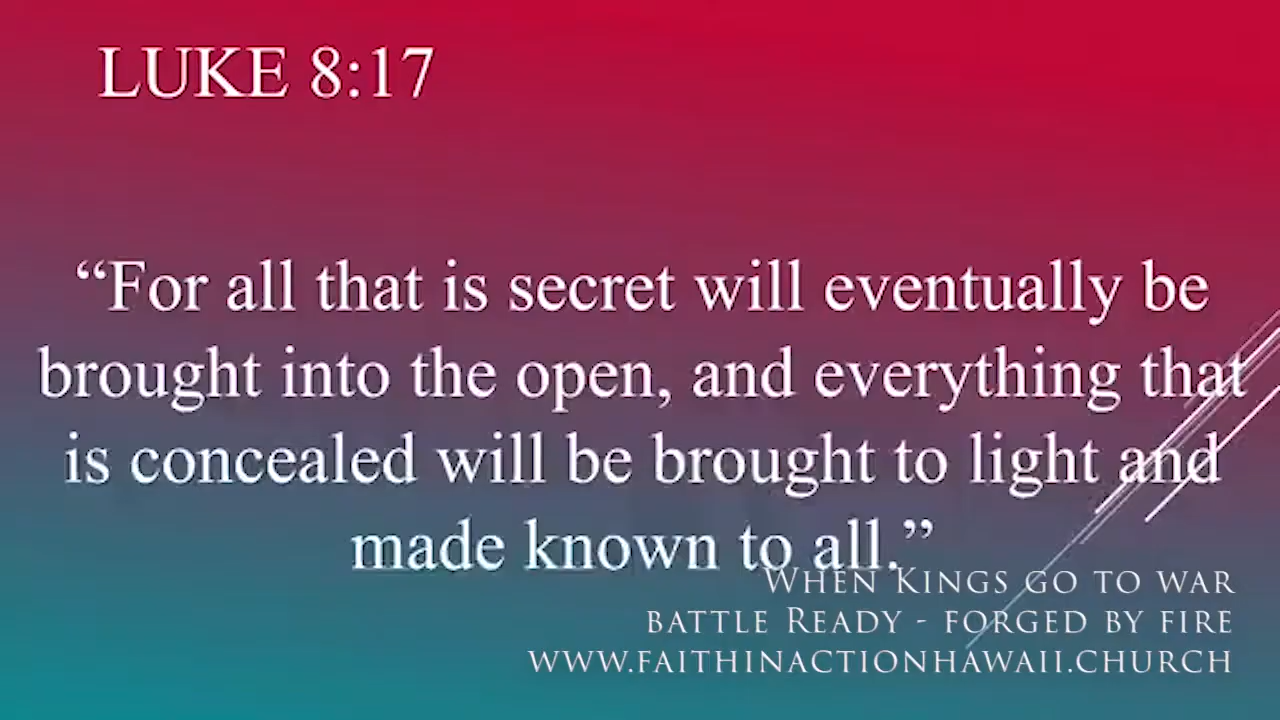 LUKE 8:17
“For all that is secret will eventually be
brought into the open, and everything that
is concealed will be brought to light and
made known to all.”
When Kings go to war
battle Ready - forged by fire
www.faithinactionhawaii.church